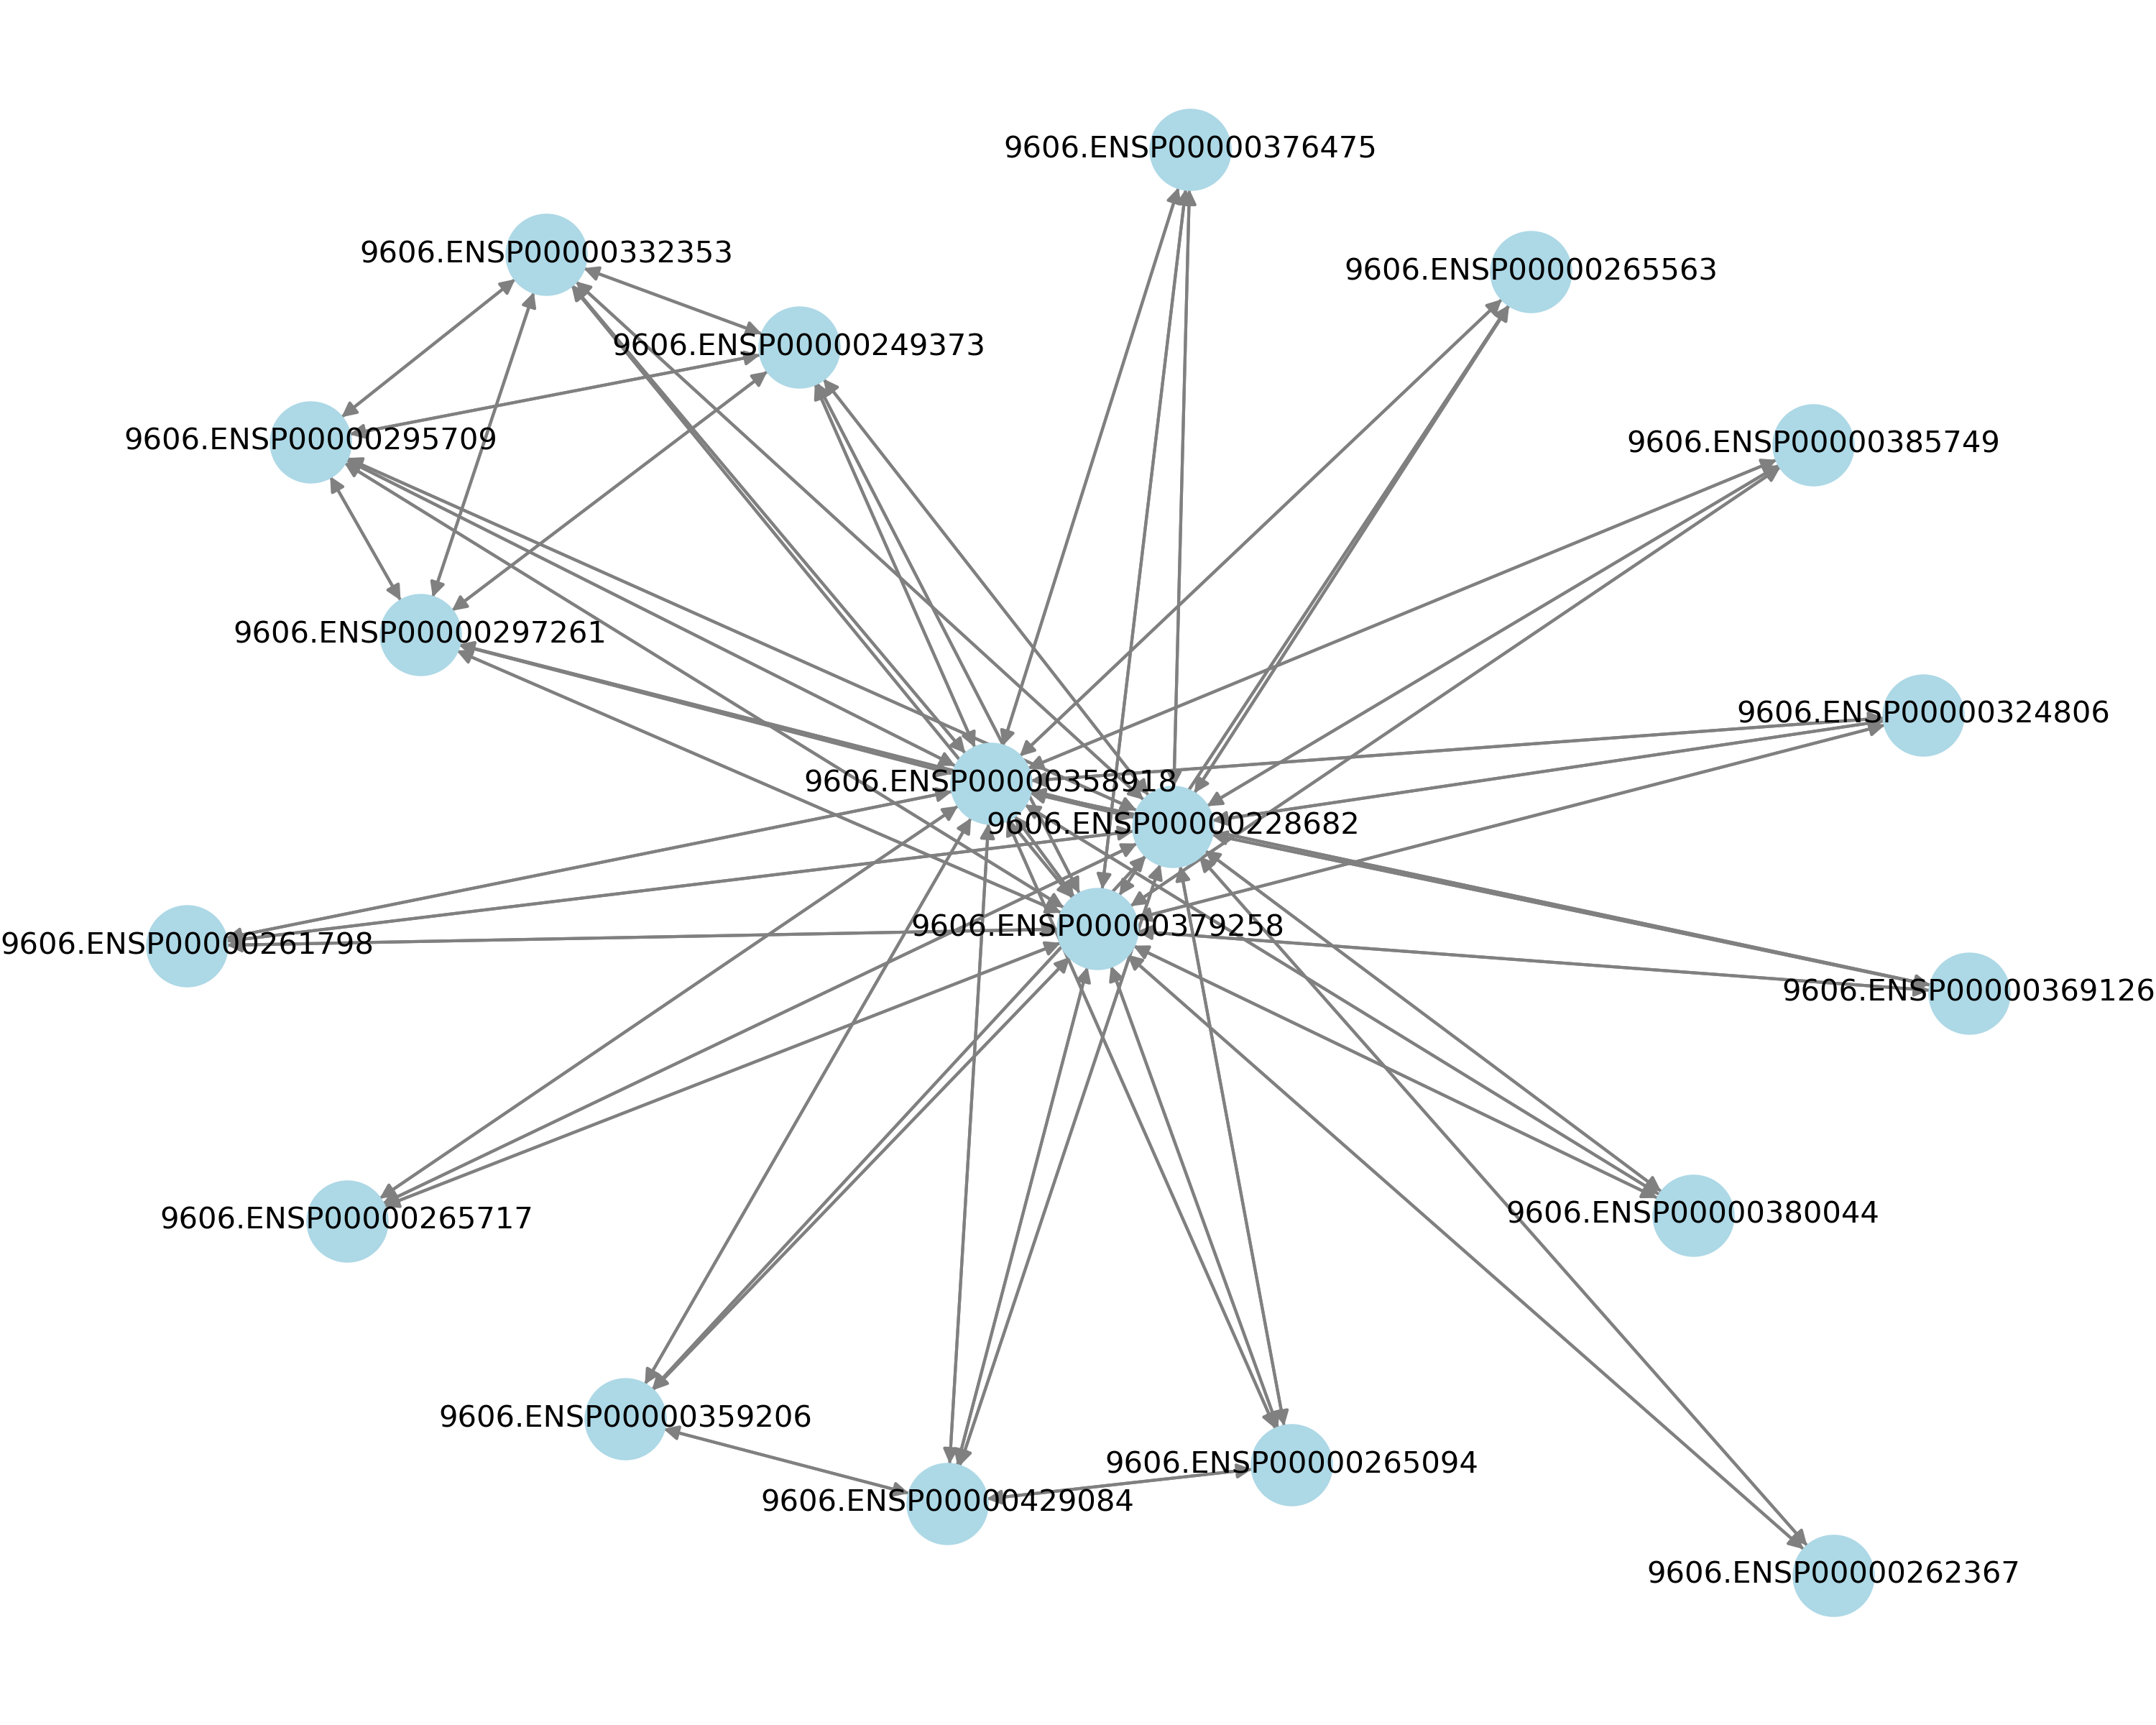 9606.ENSP00000376475
9606.ENSP00000332353
9606.ENSP00000265563
9606.ENSP00000249373
9606.ENSP00000295709
9606.ENSP00000385749
9606.ENSP00000297261
9606.ENSP00000324806
9606.ENSP00000358918
9606.ENSP00000228682
9606.ENSP00000379258
9606.ENSP00000261798
9606.ENSP00000369126
9606.ENSP00000265717
9606.ENSP00000380044
9606.ENSP00000359206
9606.ENSP00000265094
9606.ENSP00000429084
9606.ENSP00000262367